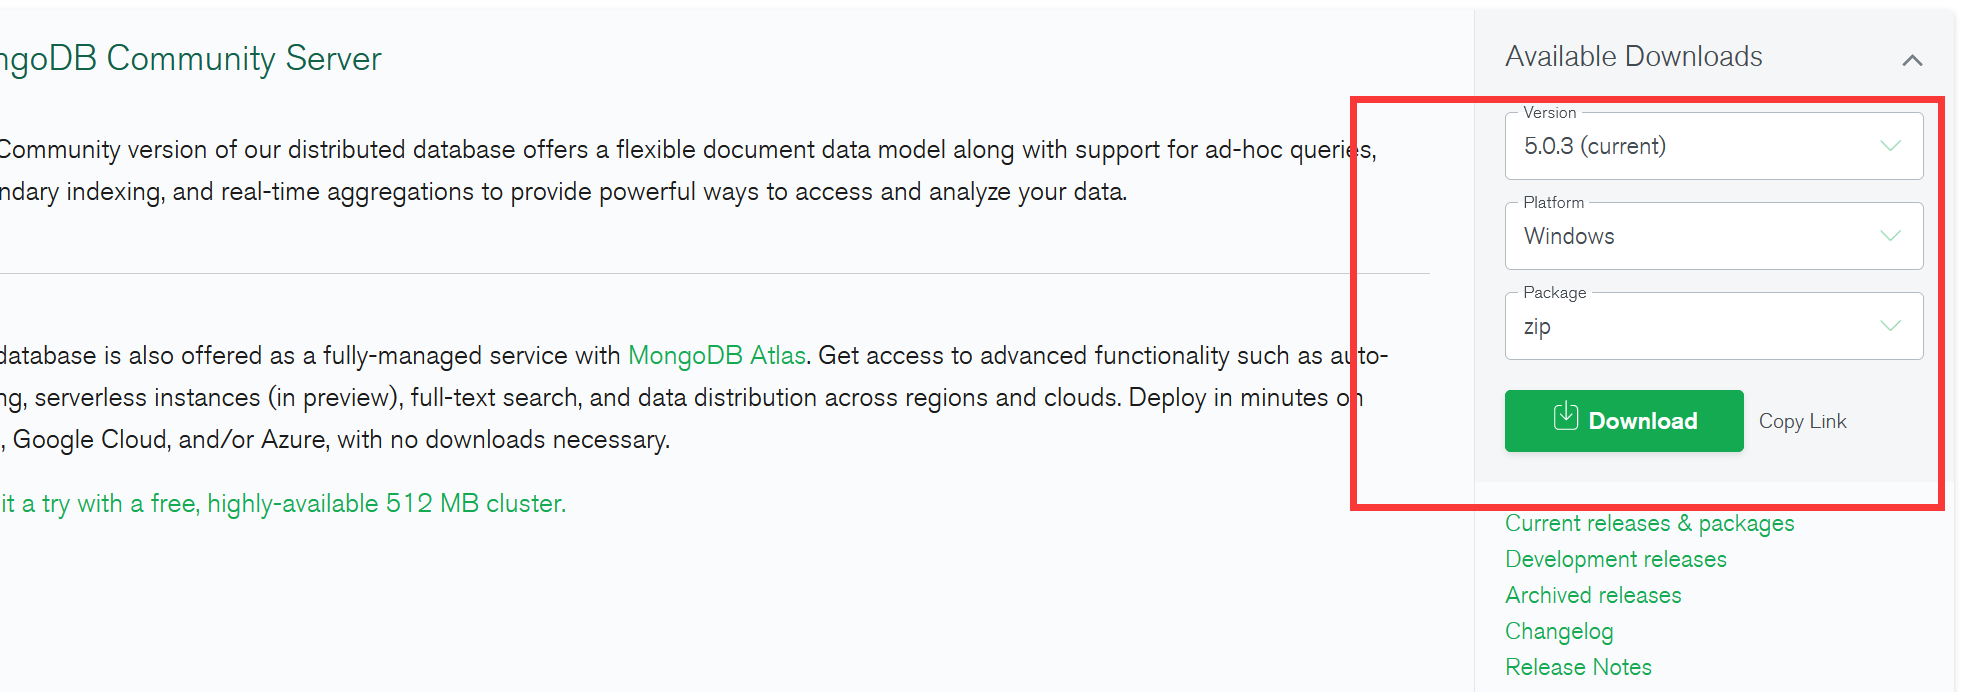 ngoDB Community Server
Community version of our distributed database offers a flexible document data model along with support for ad-hoc queries,
ndary indexing, and real-time aggregations to provide powerful ways to access and analyze your data.
database is also offered as a fully-managed service with MongoDB Atlas. Get access to advanced functionality such as auto-
ng, serverless instances (in preview), full-text search, and data distribution across regions and clouds. Deploy in minutes on
, Google Cloud, and/or Azure, with no downloads necessary.
it a try with a free, highly-available 512 MB cluster.
Available Downloads
Version
5.0.3 (current)
Platform
Windows
Package
zip
Download Copy Link
Current releases & packages
Development releases
Archived releases
Changelog
Release Notes